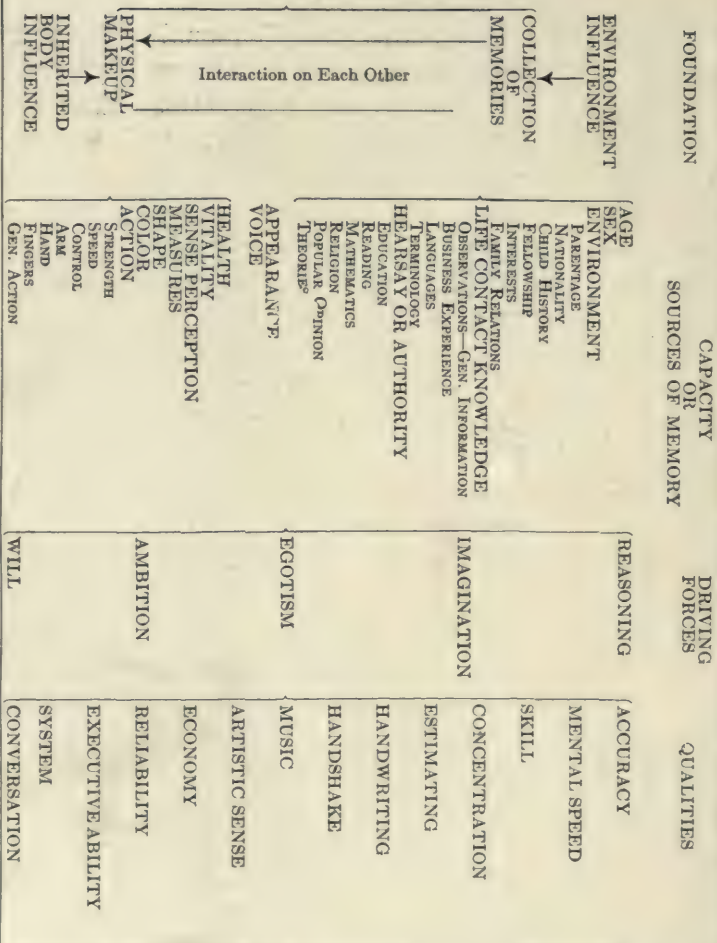 FOUNDATION
ENVIRONMENT
INFLUENCE
COLLECTION
OF
MEMORIES
Interaction on Each Other
PHYSICAL
MAKEUP
INHERITED
BODY
INFLUENCE
CAPACITY
OR
SOURCES OF MEMORY
AGE
SEX
ENVIRONMENT
PARENTAGE
NATIONALITY
CHILD HISTORY
FELLOWSHIP
INTERESTS
FAMILY RELATIONS
LIFE CONTACT KNOWLEDGE
OBSERVATIONS—GEN. INFORMATION
BUSINESS EXPERIENCE
LANGUAGES
TERMINOLOGY
HEARSAY OR AUTHORITY
EDUCATION
READING
MATHEMATICS
RELIGION
POPULAR OPINION
THEORIES
APPEARANCE
VOICE
HEALTH
VITALITY
SENSE PERCEPTION
MEASURES
SHAPE
COLOR
ACTION
STRENGTH
SPEED
CONTROL
ARM
HAND
FINGERS
GEN. ACTION
DRIVING
FORCES
REASONING
IMAGINATION
EGOTISM
AMBITION
WILL
QUALITIES
ACCURACY
MENTAL SPEED
SKILL
CONCENTRATION
ESTIMATING
HANDWRITING
HANDSHAKE
MUSIC
ARTISTIC SENSE
ECONOMY
RELIABILITY
EXECUTIVE ABILITY
SYSTEM
CONVERSATION